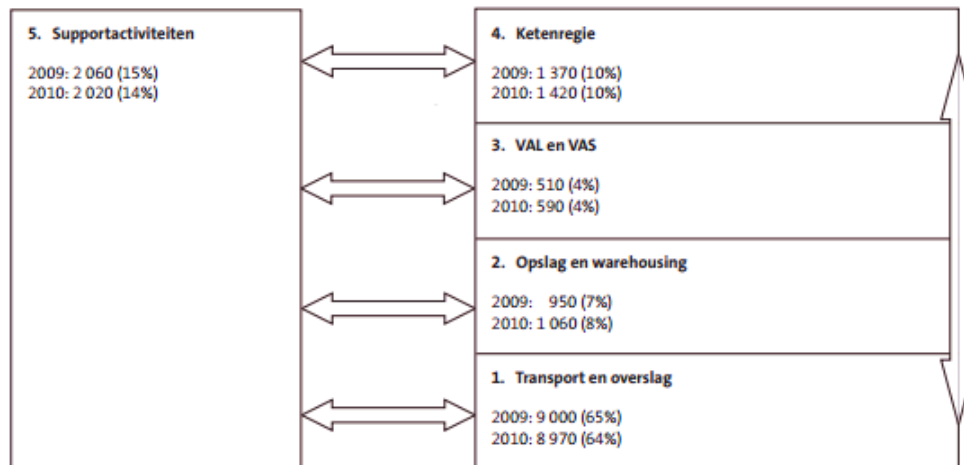 5. Supportactiviteiten
2009: 2 060 (15%)
2010: 2 020 (14%)
4. Ketenregie
2009: 1 370 (10%)
2010: 1 420 (10%)
3. VAL en VAS
2009: 510 (4%)
2010: 590 (4%)
2. Opslag en warehousing
2009: 950 (7%)
2010: 1 060 (8%)
1. Transport en overslag
2009: 9 000 (65%)
2010: 8 970 (64%)